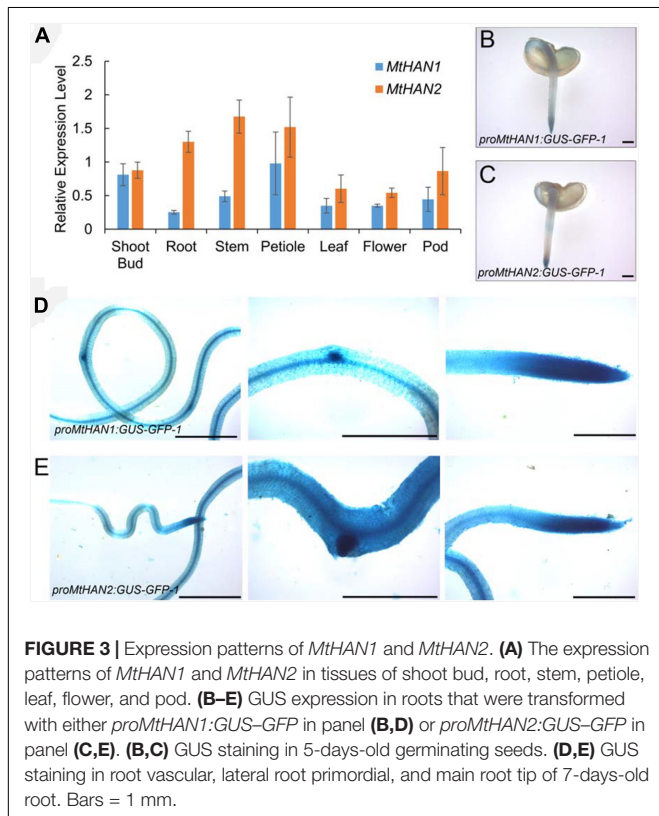 A
MtHAN1
MtHAN2
Relative Expression Level
2.5
2
1.5
1
0.5
0
Shoot Bud
Root
Stem
Petiole
Leaf
Flower
Pod
B
proMtHAN1:GUS-GFP-1
C
proMtHAN2:GUS-GFP-1
D
proMtHAN1:GUS-GFP-1
E
proMtHAN2:GUS-GFP-1
FIGURE 3 | Expression patterns of MtHAN1 and MtHAN2. (A) The expression
patterns of MtHAN1 and MtHAN2 in tissues of shoot bud, root, stem, petiole,
leaf, flower, and pod. (B–E) GUS expression in roots that were transformed
with either proMtHAN1:GUS–GFP in panel (B,D) or proMtHAN2:GUS–GFP in
panel (C,E). (B,C) GUS staining in 5-days-old germinating seeds. (D,E) GUS
staining in root vascular, lateral root primordial, and main root tip of 7-days-old
root. Bars = 1 mm.